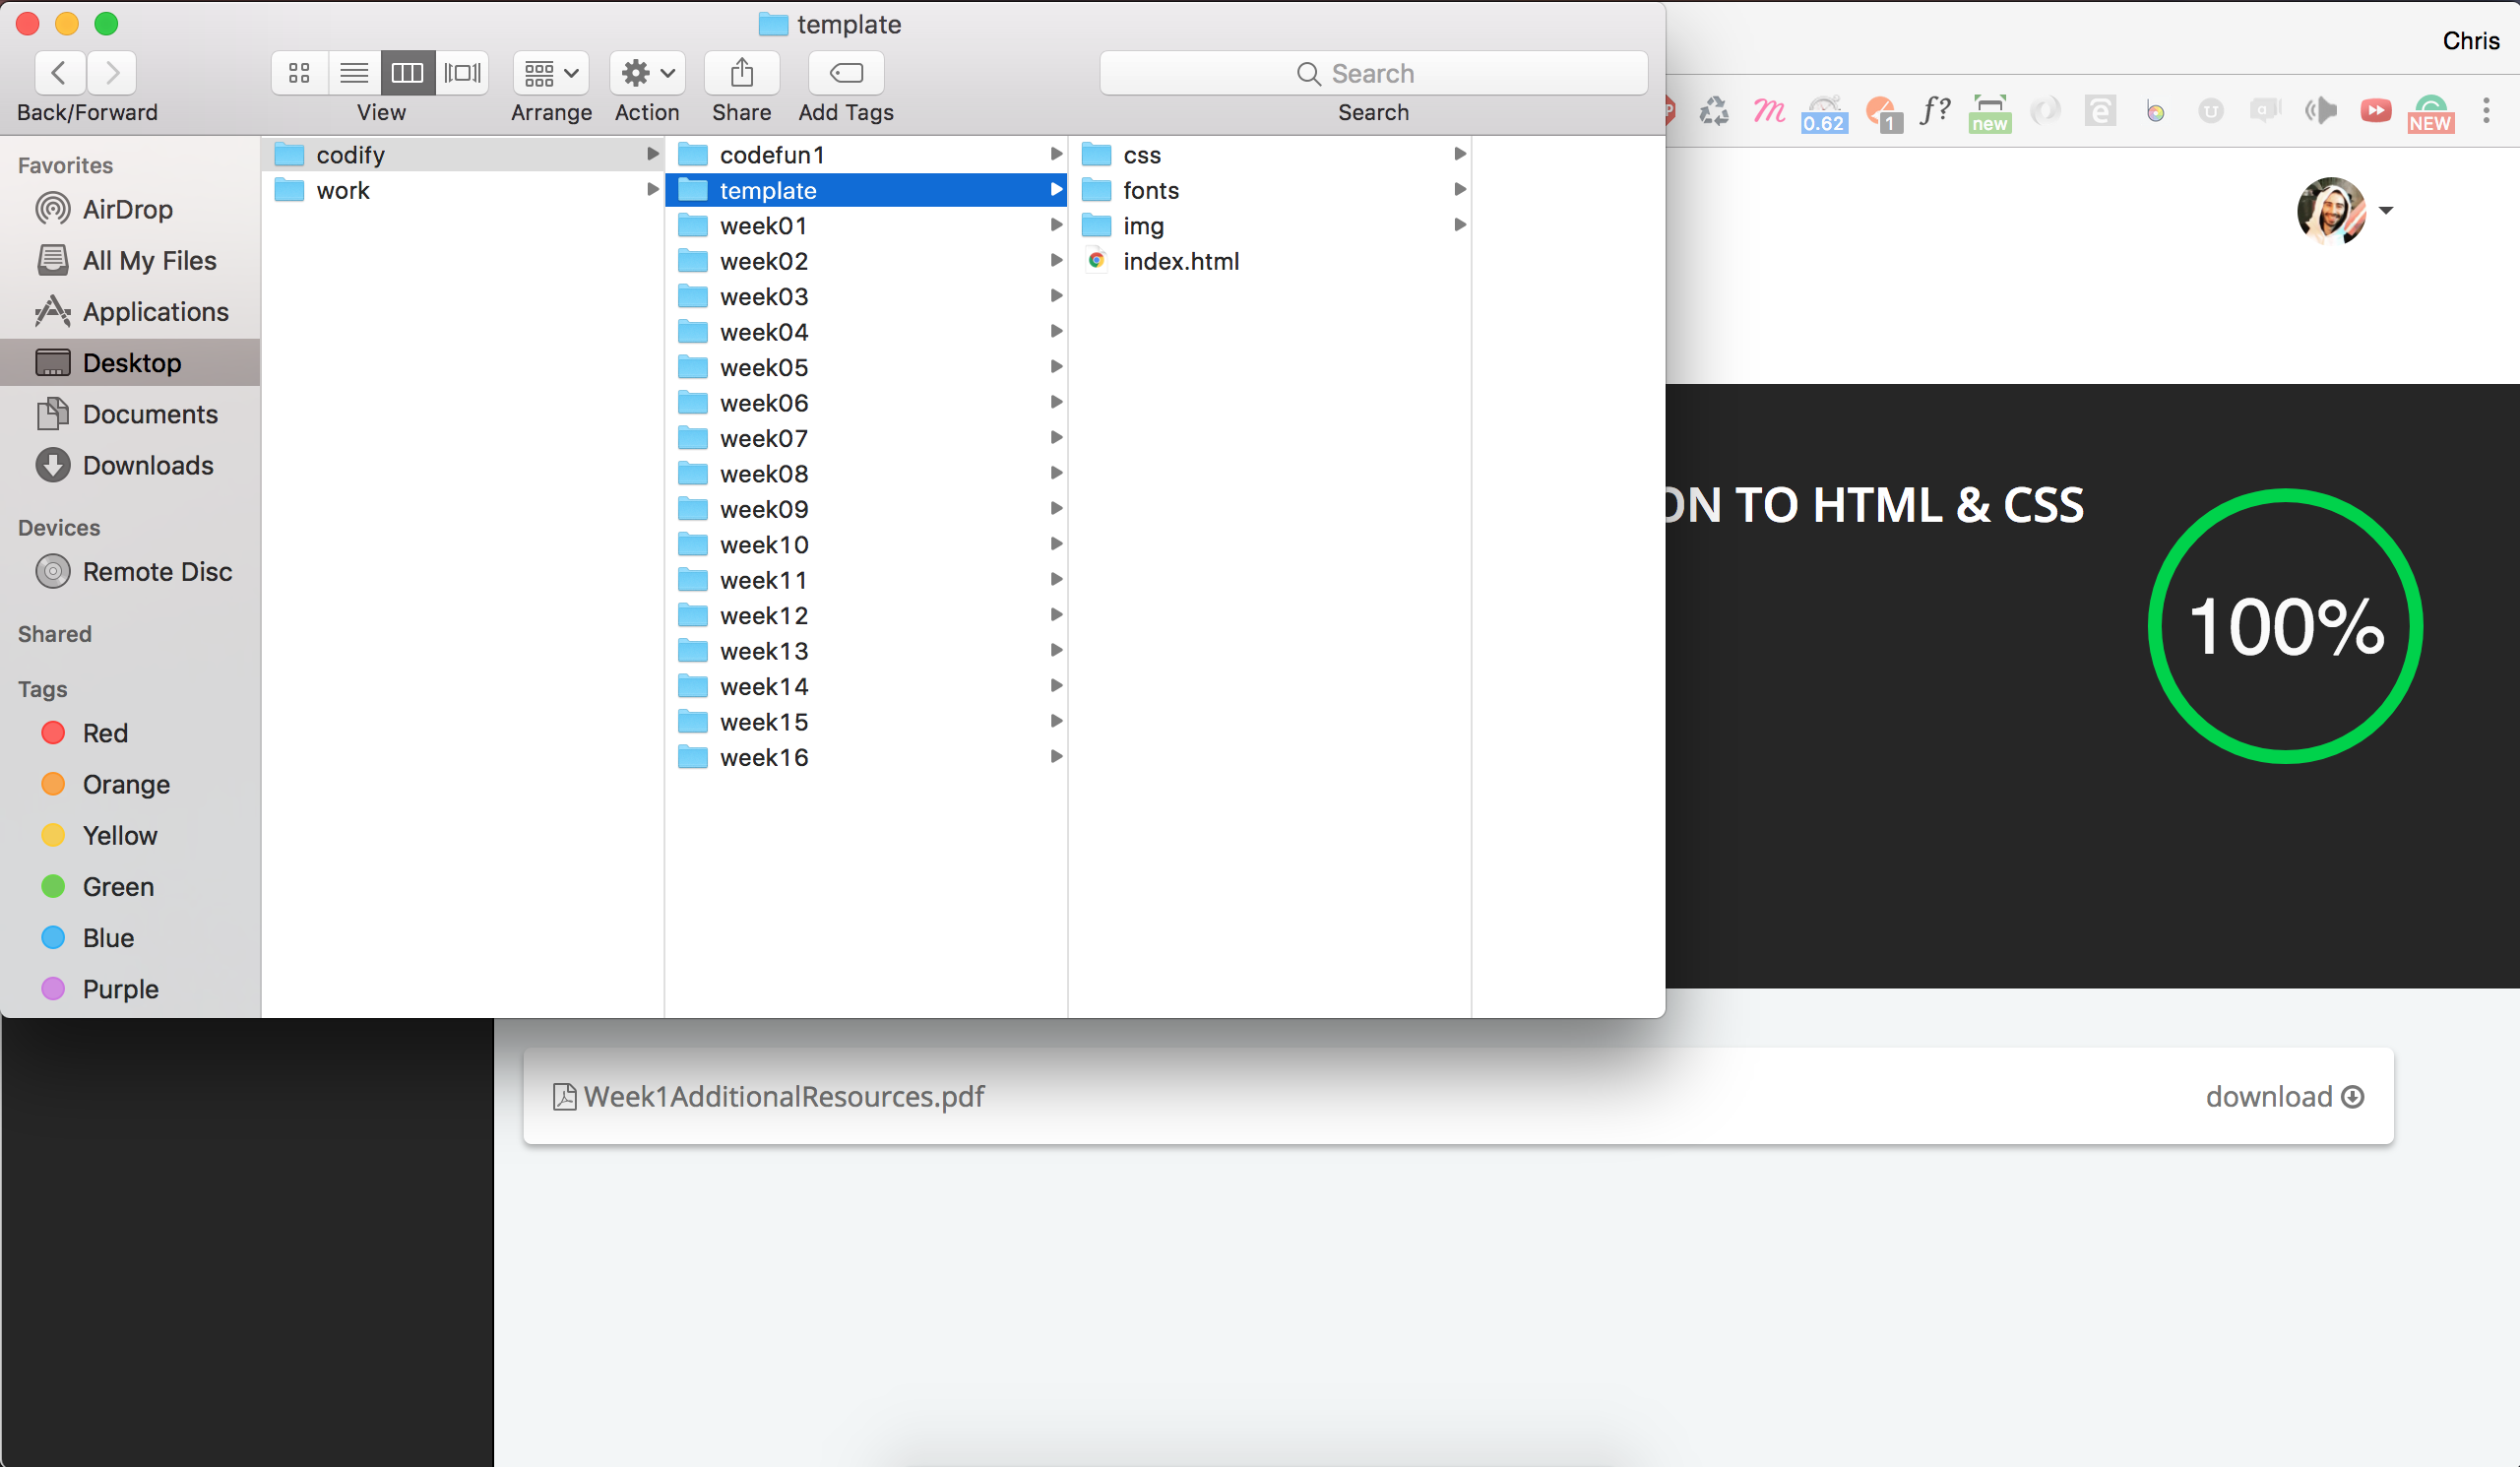 template
Chris
Back/Forward
View
Arrange
Action
Share
Add Tags
Search
Search
0.62
1
f?
new
NEW
Favorites
AirDrop
All My Files
Applications
Desktop
Documents
Downloads
Devices
Remote Disc
Shared
Tags
Red
Orange
Yellow
Green
Blue
Purple
codify
work
codefun1
template
week01
week02
week03
week04
week05
week06
week07
week08
week09
week10
week11
week12
week13
week14
week15
week16
css
fonts
img
index.html
ON TO HTML & CSS
100%
Week1AdditionalResources.pdf
download